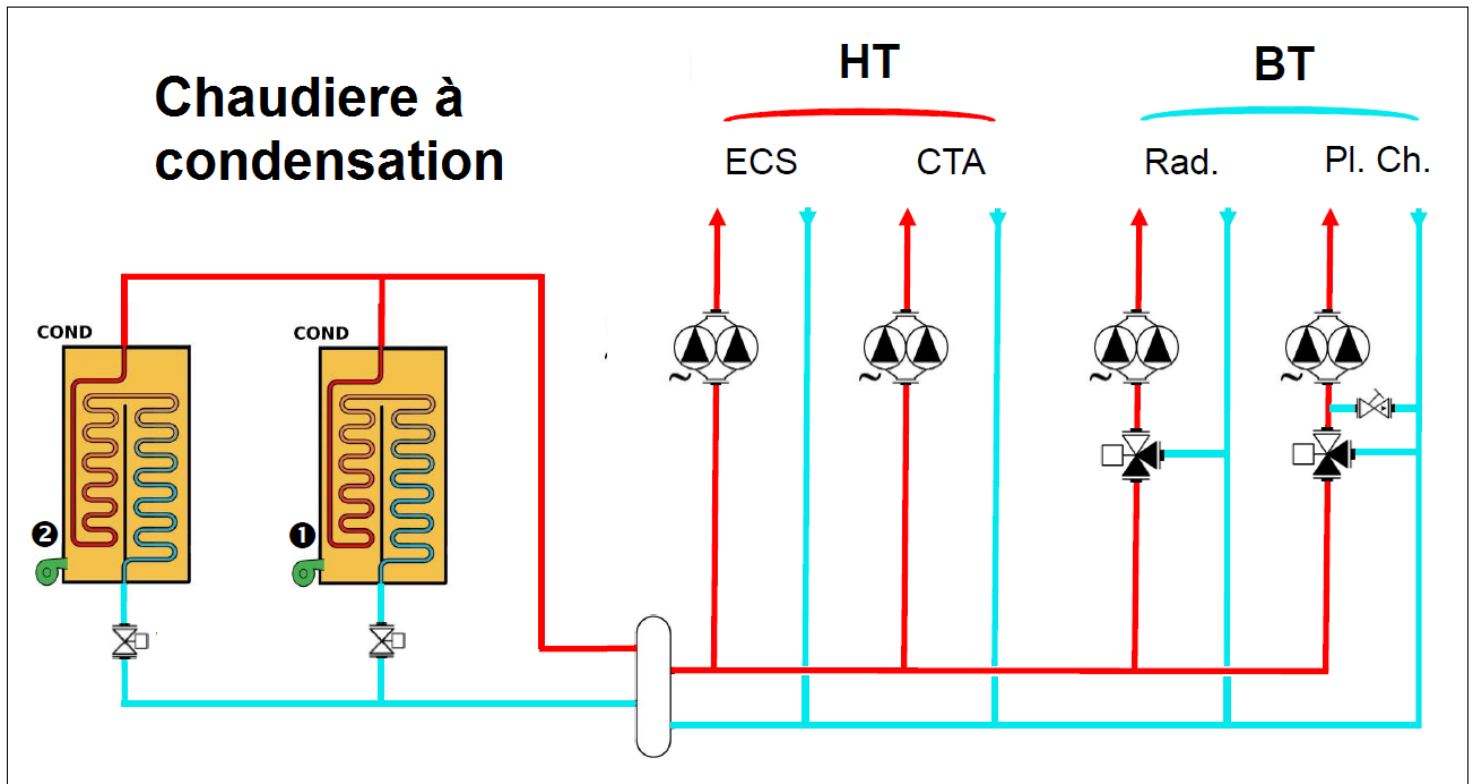 Chaudiere à
condensation
HT
BT
ECS
CTA
Rad.
Pl. Ch.
COND
COND
❷
❶
~
~
~
~